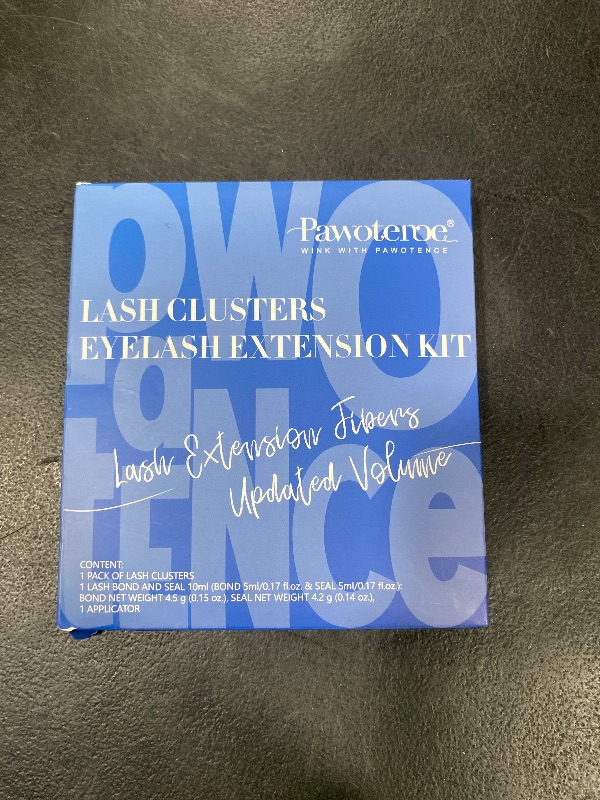 Pawoteroe®
WINK WITH PAWOTENCE
LASH CLUSTERS
EYELASH EXTENSION KIT
Lash Extension Fibers
Updated Volume
CONTENT:
1 PACK OF LASH CLUSTERS
1 LASH BOND AND SEAL 10ml (BOND 5ml/0.17 fl.oz. & SEAL 5ml/0.17 fl.oz.):
BOND NET WEIGHT 4.5 g (0.15 oz.), SEAL NET WEIGHT 4.2 g (0.14 oz.),
1 APPLICATOR